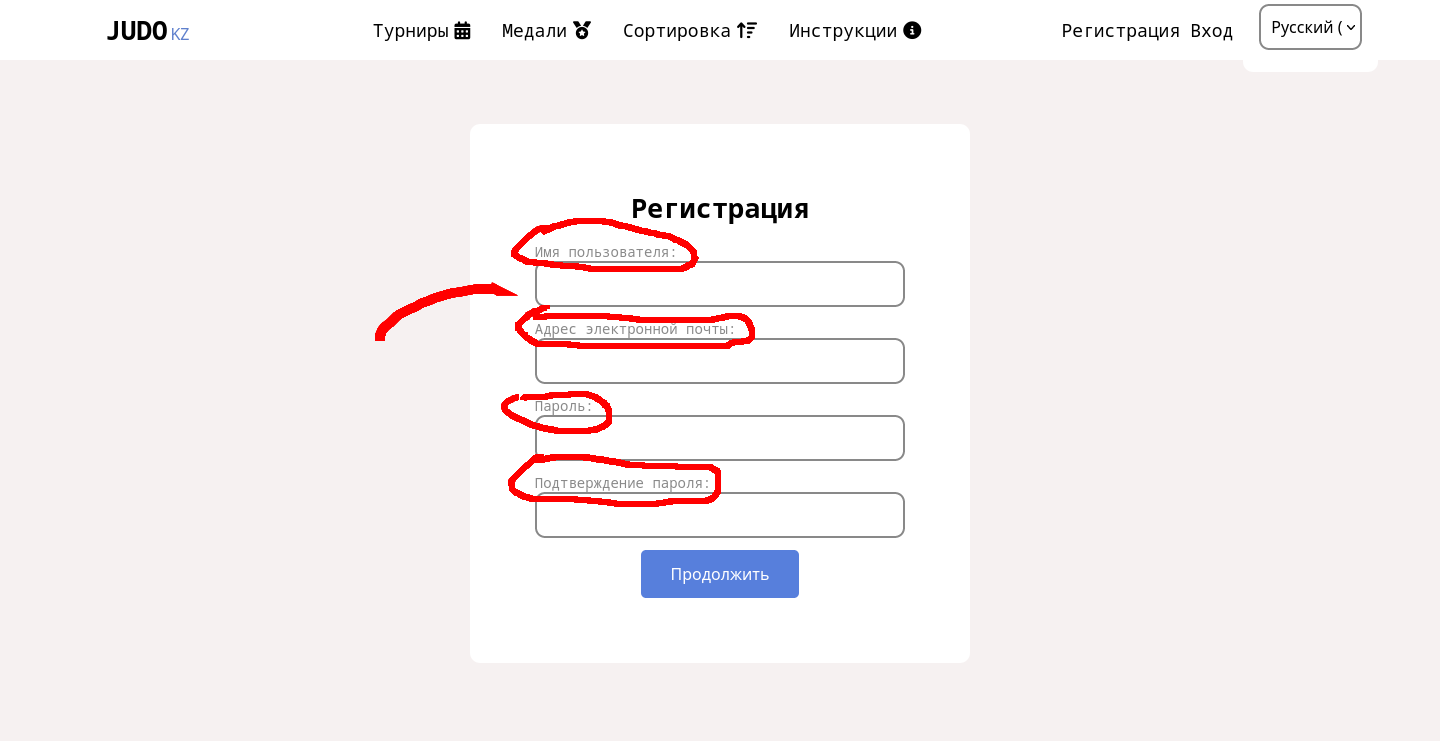 JUDO KZ Турниры Медали Сортировка Инструкции Регистрация Вход Русский (
Регистрация
Имя пользователя:
Адрес электронной почты:
Пароль:
Подтверждение пароля:
Продолжить